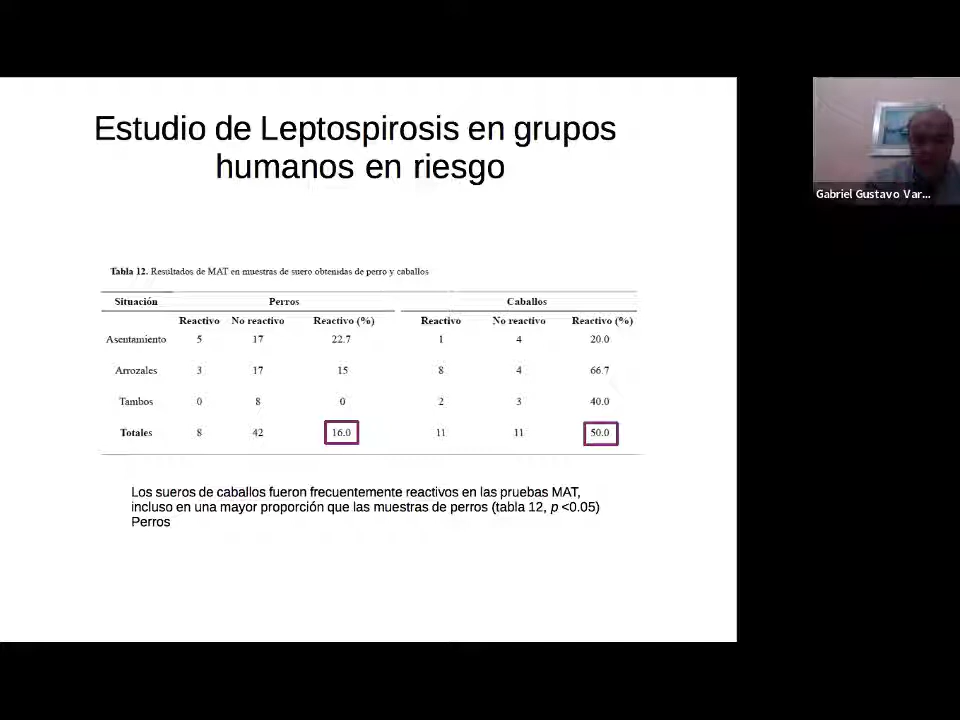 Estudio de Leptospirosis en grupos
humanos en riesgo
Gabriel Gustavo Var...
Tabla 12. Resultados de MAT en muestras de suero obtenidas de perro y caballos
Situación Perros Caballos
Reactivo No reactivo Reactivo (%) Reactivo No reactivo Reactivo (%)
Asentamiento 5 17 22.7 1 4 20.0
Arrozales 3 17 15 8 4 66.7
Tambos 0 8 0 2 3 40.0
Totales 8 42 16.0 11 11 50.0
Los sueros de caballos fueron frecuentemente reactivos en las pruebas MAT,
incluso en una mayor proporción que las muestras de perros (tabla 12, p <0.05)
Perros